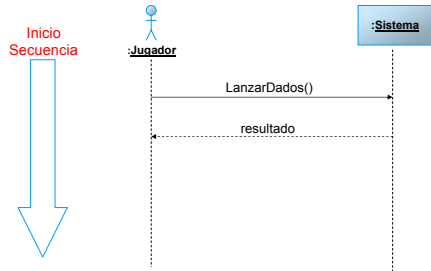 Inicio
Secuencia
:Jugador
:Sistema
LanzarDados()
resultado